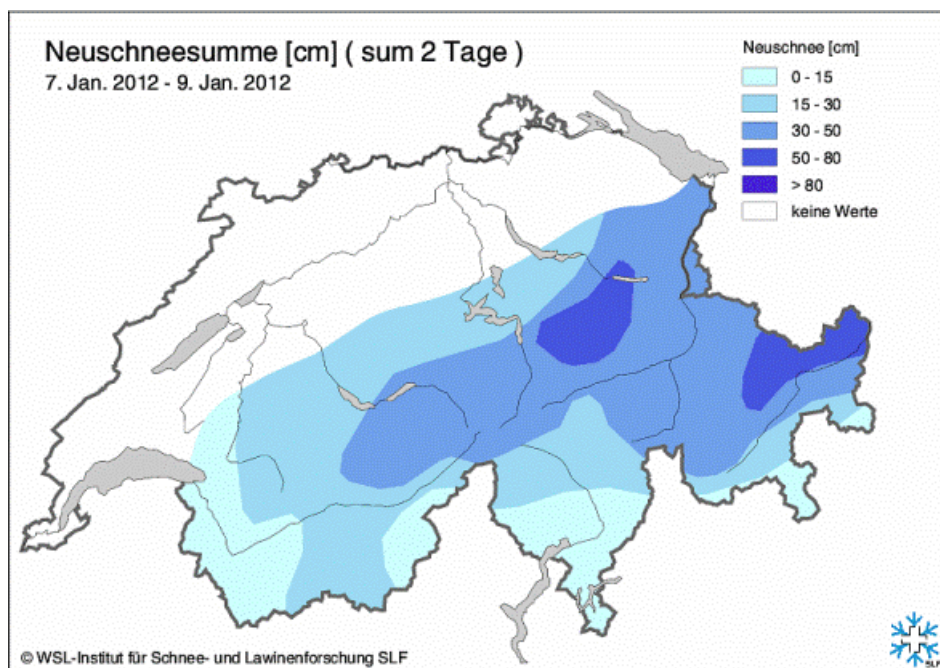 Neuschneesumme [cm] ( sum 2 Tage )
7. Jan. 2012 - 9. Jan. 2012
Neuschnee [cm]
0 - 15
15 - 30
30 - 50
50 - 80
> 80
keine Werte
© WSL-Institut für Schnee- und Lawinenforschung SLF
SLF